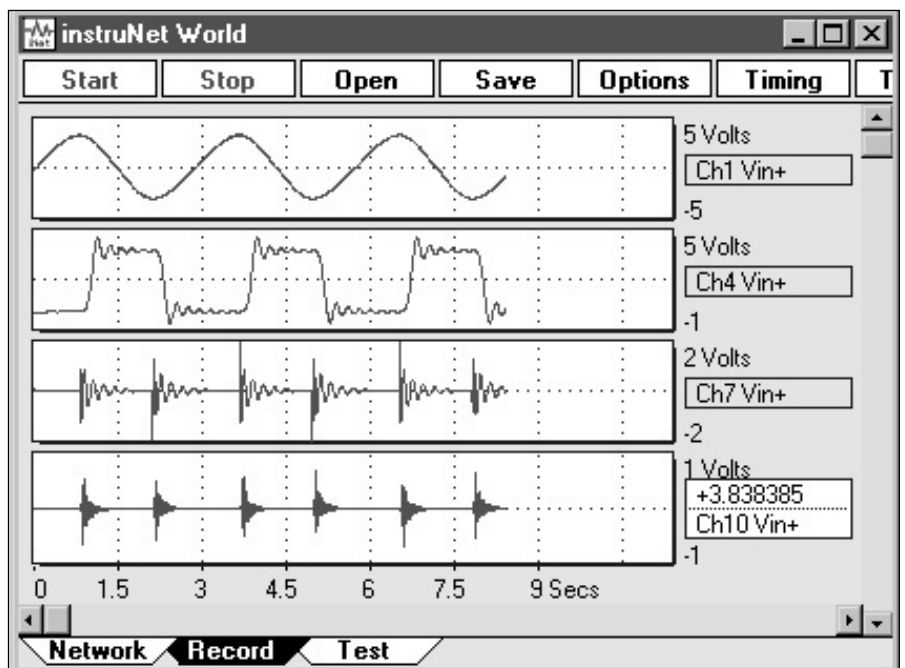 iNet instruNet World
Start Stop Open Save Options Timing T
5 Volts
Ch1 Vin+
-5
5 Volts
Ch4 Vin+
-1
2 Volts
Ch7 Vin+
-2
1 Volts
+3.838385
Ch10 Vin+
-1
0 1.5 3 4.5 6 7.5 9 Secs
Network Record Test